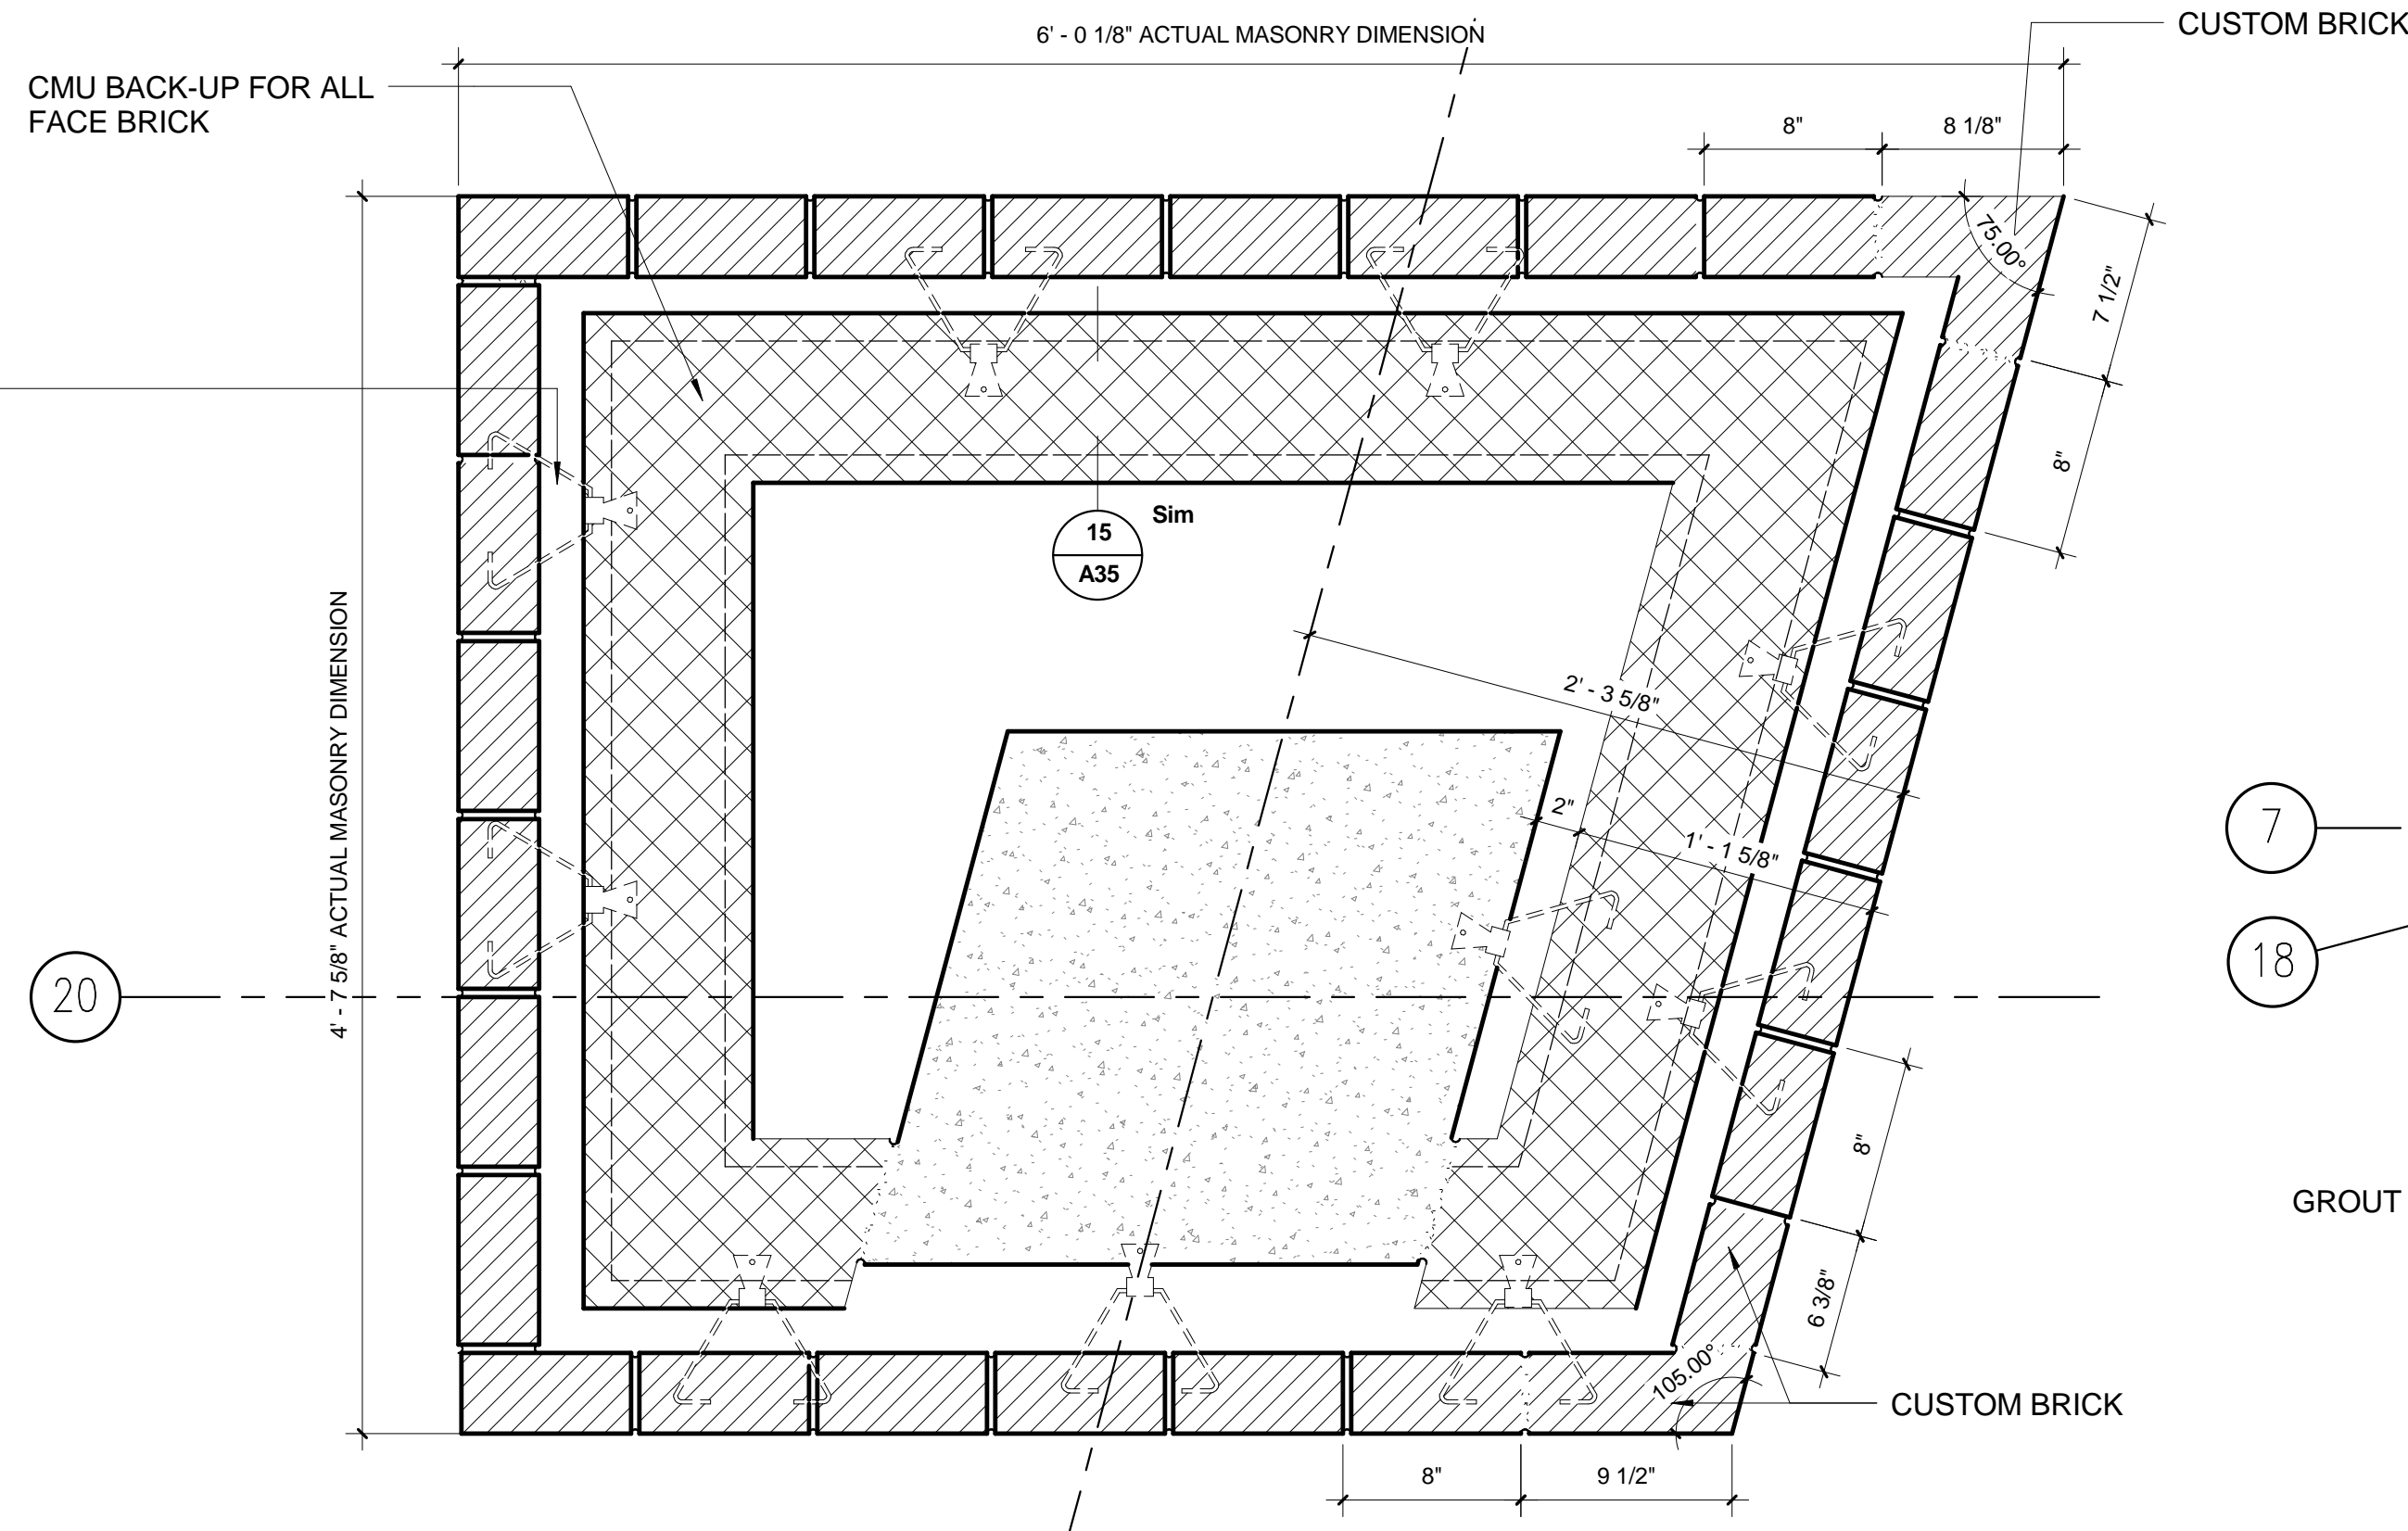 6' - 0 1/8" ACTUAL MASONRY DIMENSION
CUSTOM BRICK
CMU BACK-UP FOR ALL
FACE BRICK
8"
8 1/8"
75.00°
7 1/2"
8"
15
A35
Sim
4' - 7 5/8" ACTUAL MASONRY DIMENSION
2' - 3 5/8"
2"
1' - 1 5/8"
7
18
20
8"
GROUT
6 3/8"
105.00°
CUSTOM BRICK
8"
9 1/2"